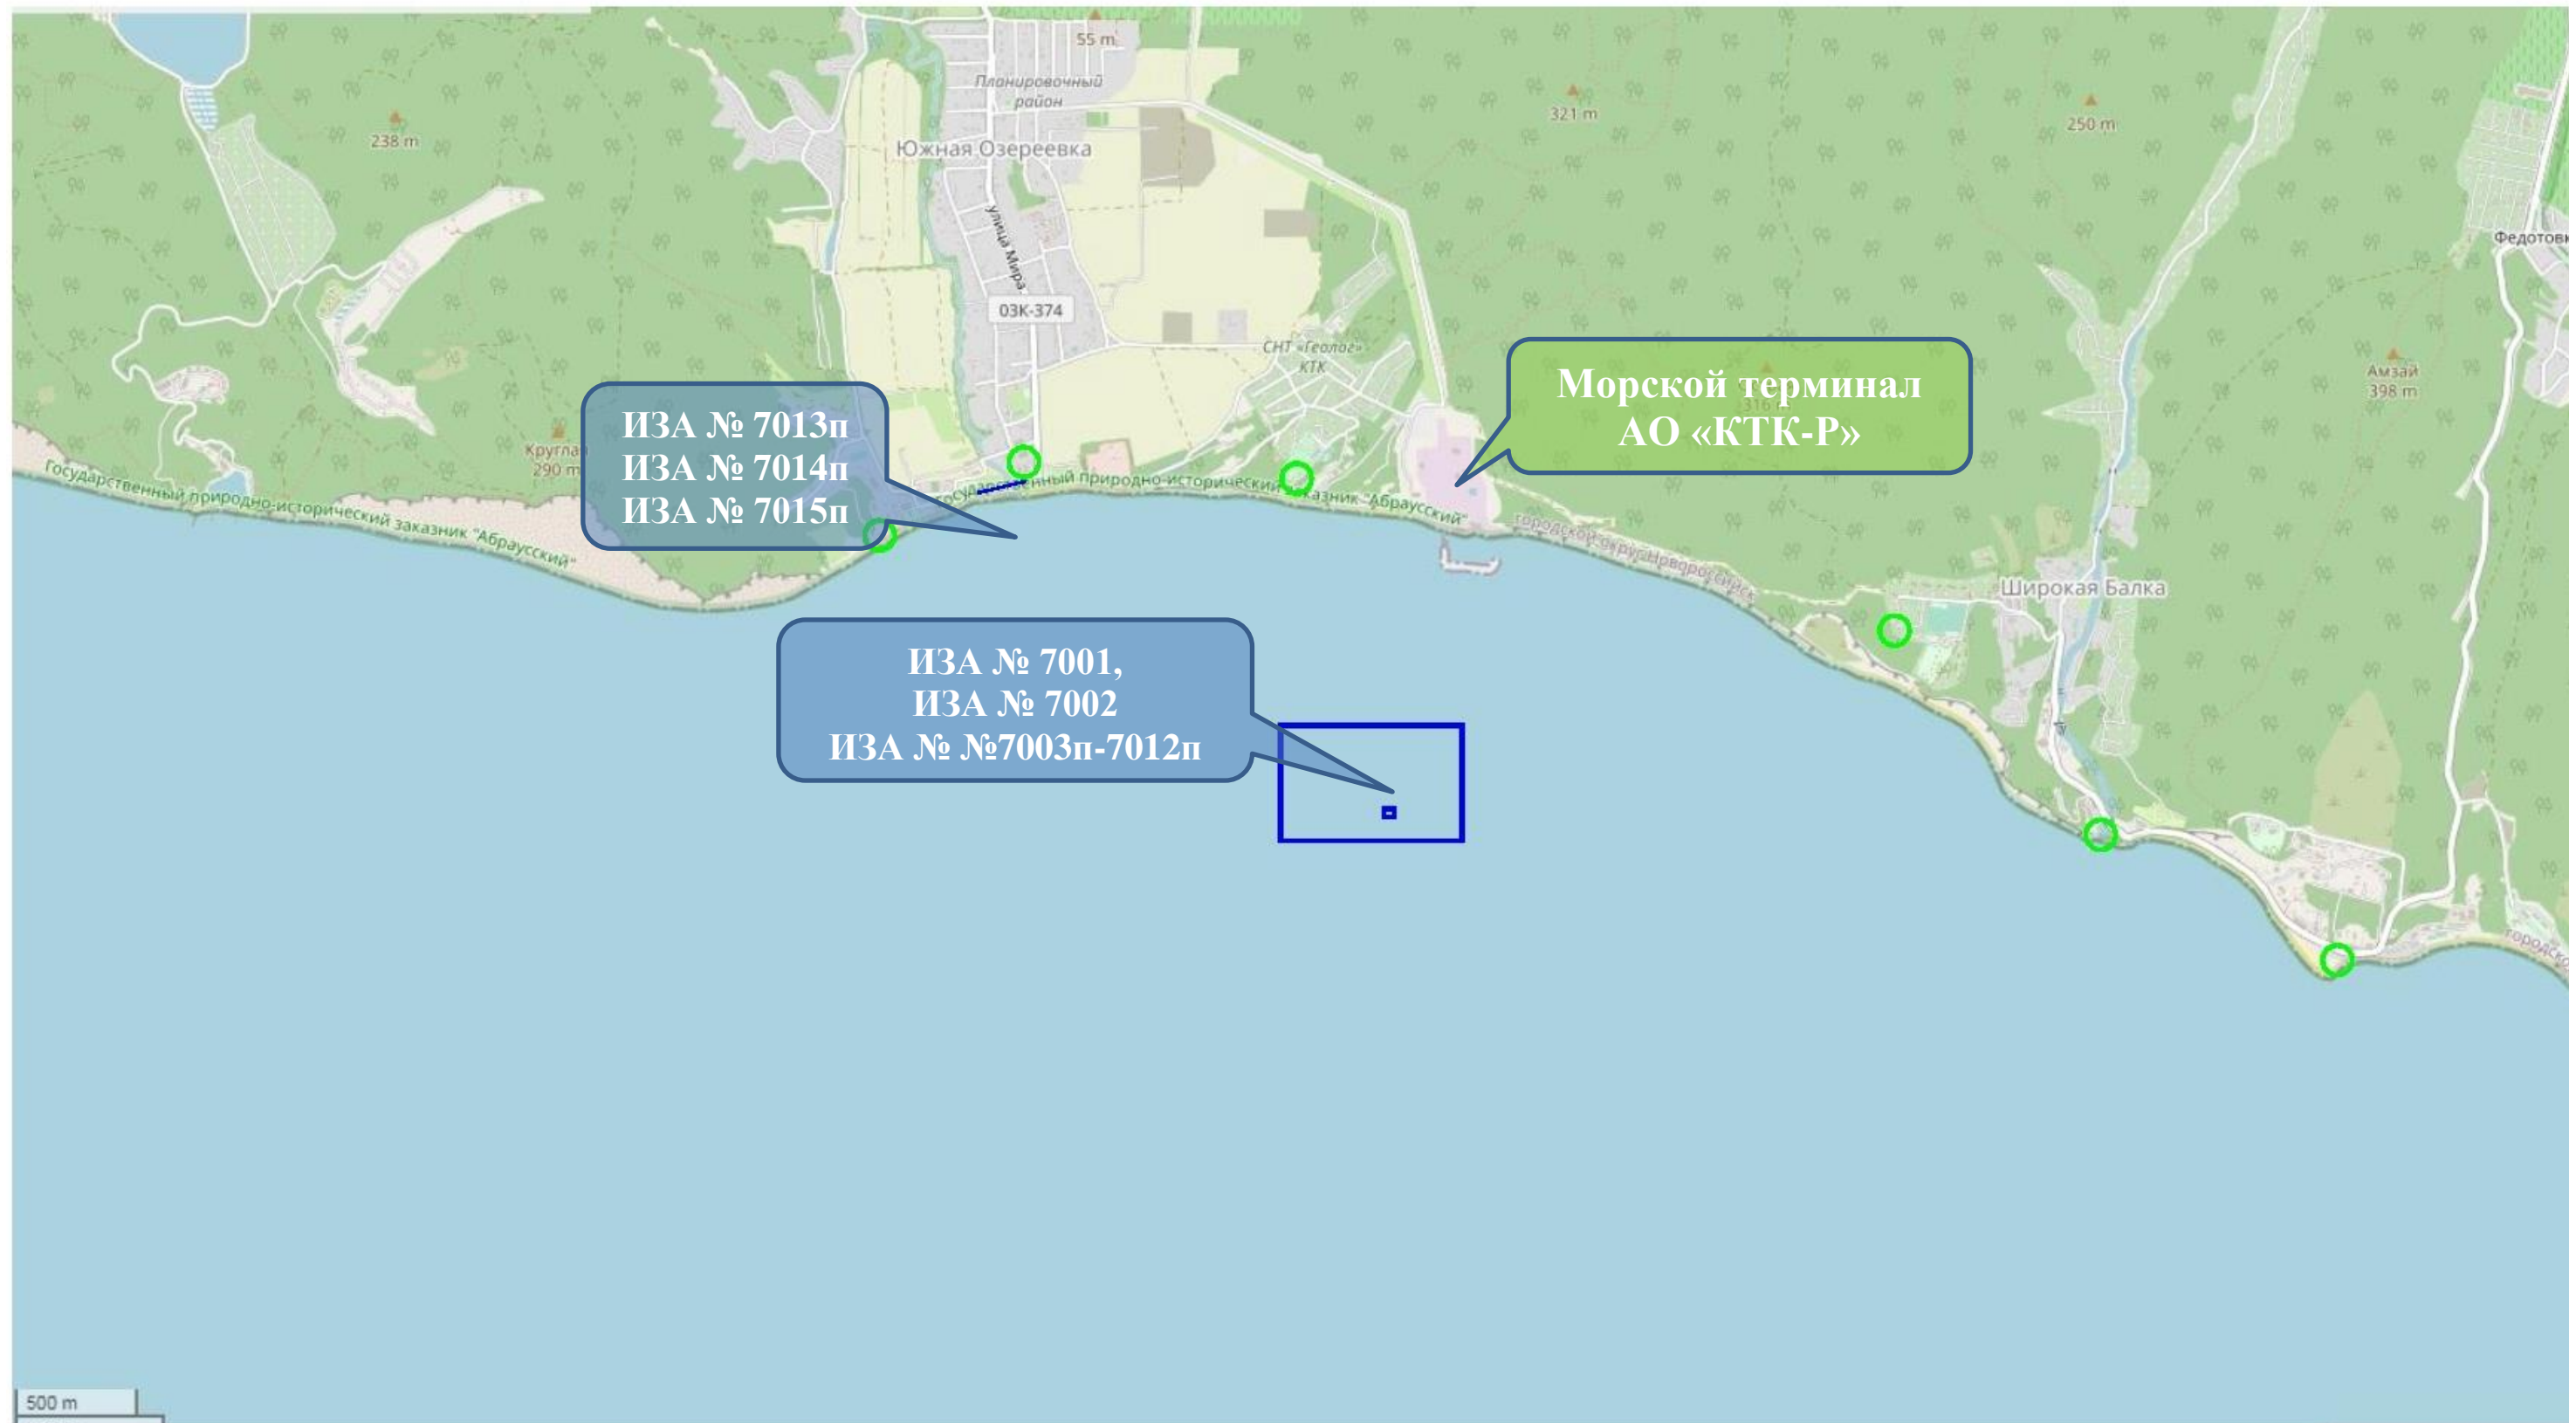 55 m
Планировочный
район
321 m
250 m
238 m
Южная Озереевка
улица Мира
Федотовк
03К-374
СНТ «Геолог»
КТК
Амзай
398 m
Морской терминал
АО «КТК-Р»
316 m
ИЗА № 7013п
ИЗА № 7014п
ИЗА № 7015п
Кругла
290 m
Государственный природно-исторический заказник "Абраусский"
Государственный природно-исторический заказник "Абраусский"
городской округ Новороссийск
Широкая Балка
ИЗА № 7001,
ИЗА № 7002
ИЗА № №7003п-7012п
городско
500 m